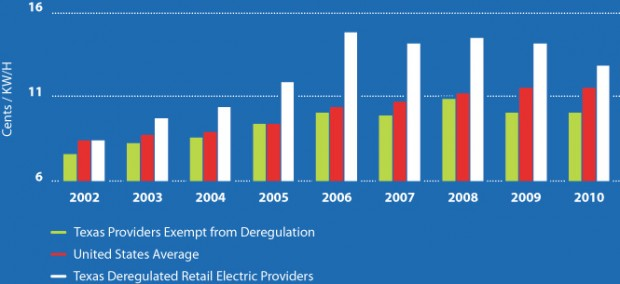 16
Cents / KW/H
11
6
2002 2003 2004 2005 2006 2007 2008 2009 2010
Texas Providers Exempt from Deregulation
United States Average
Texas Deregulated Retail Electric Providers